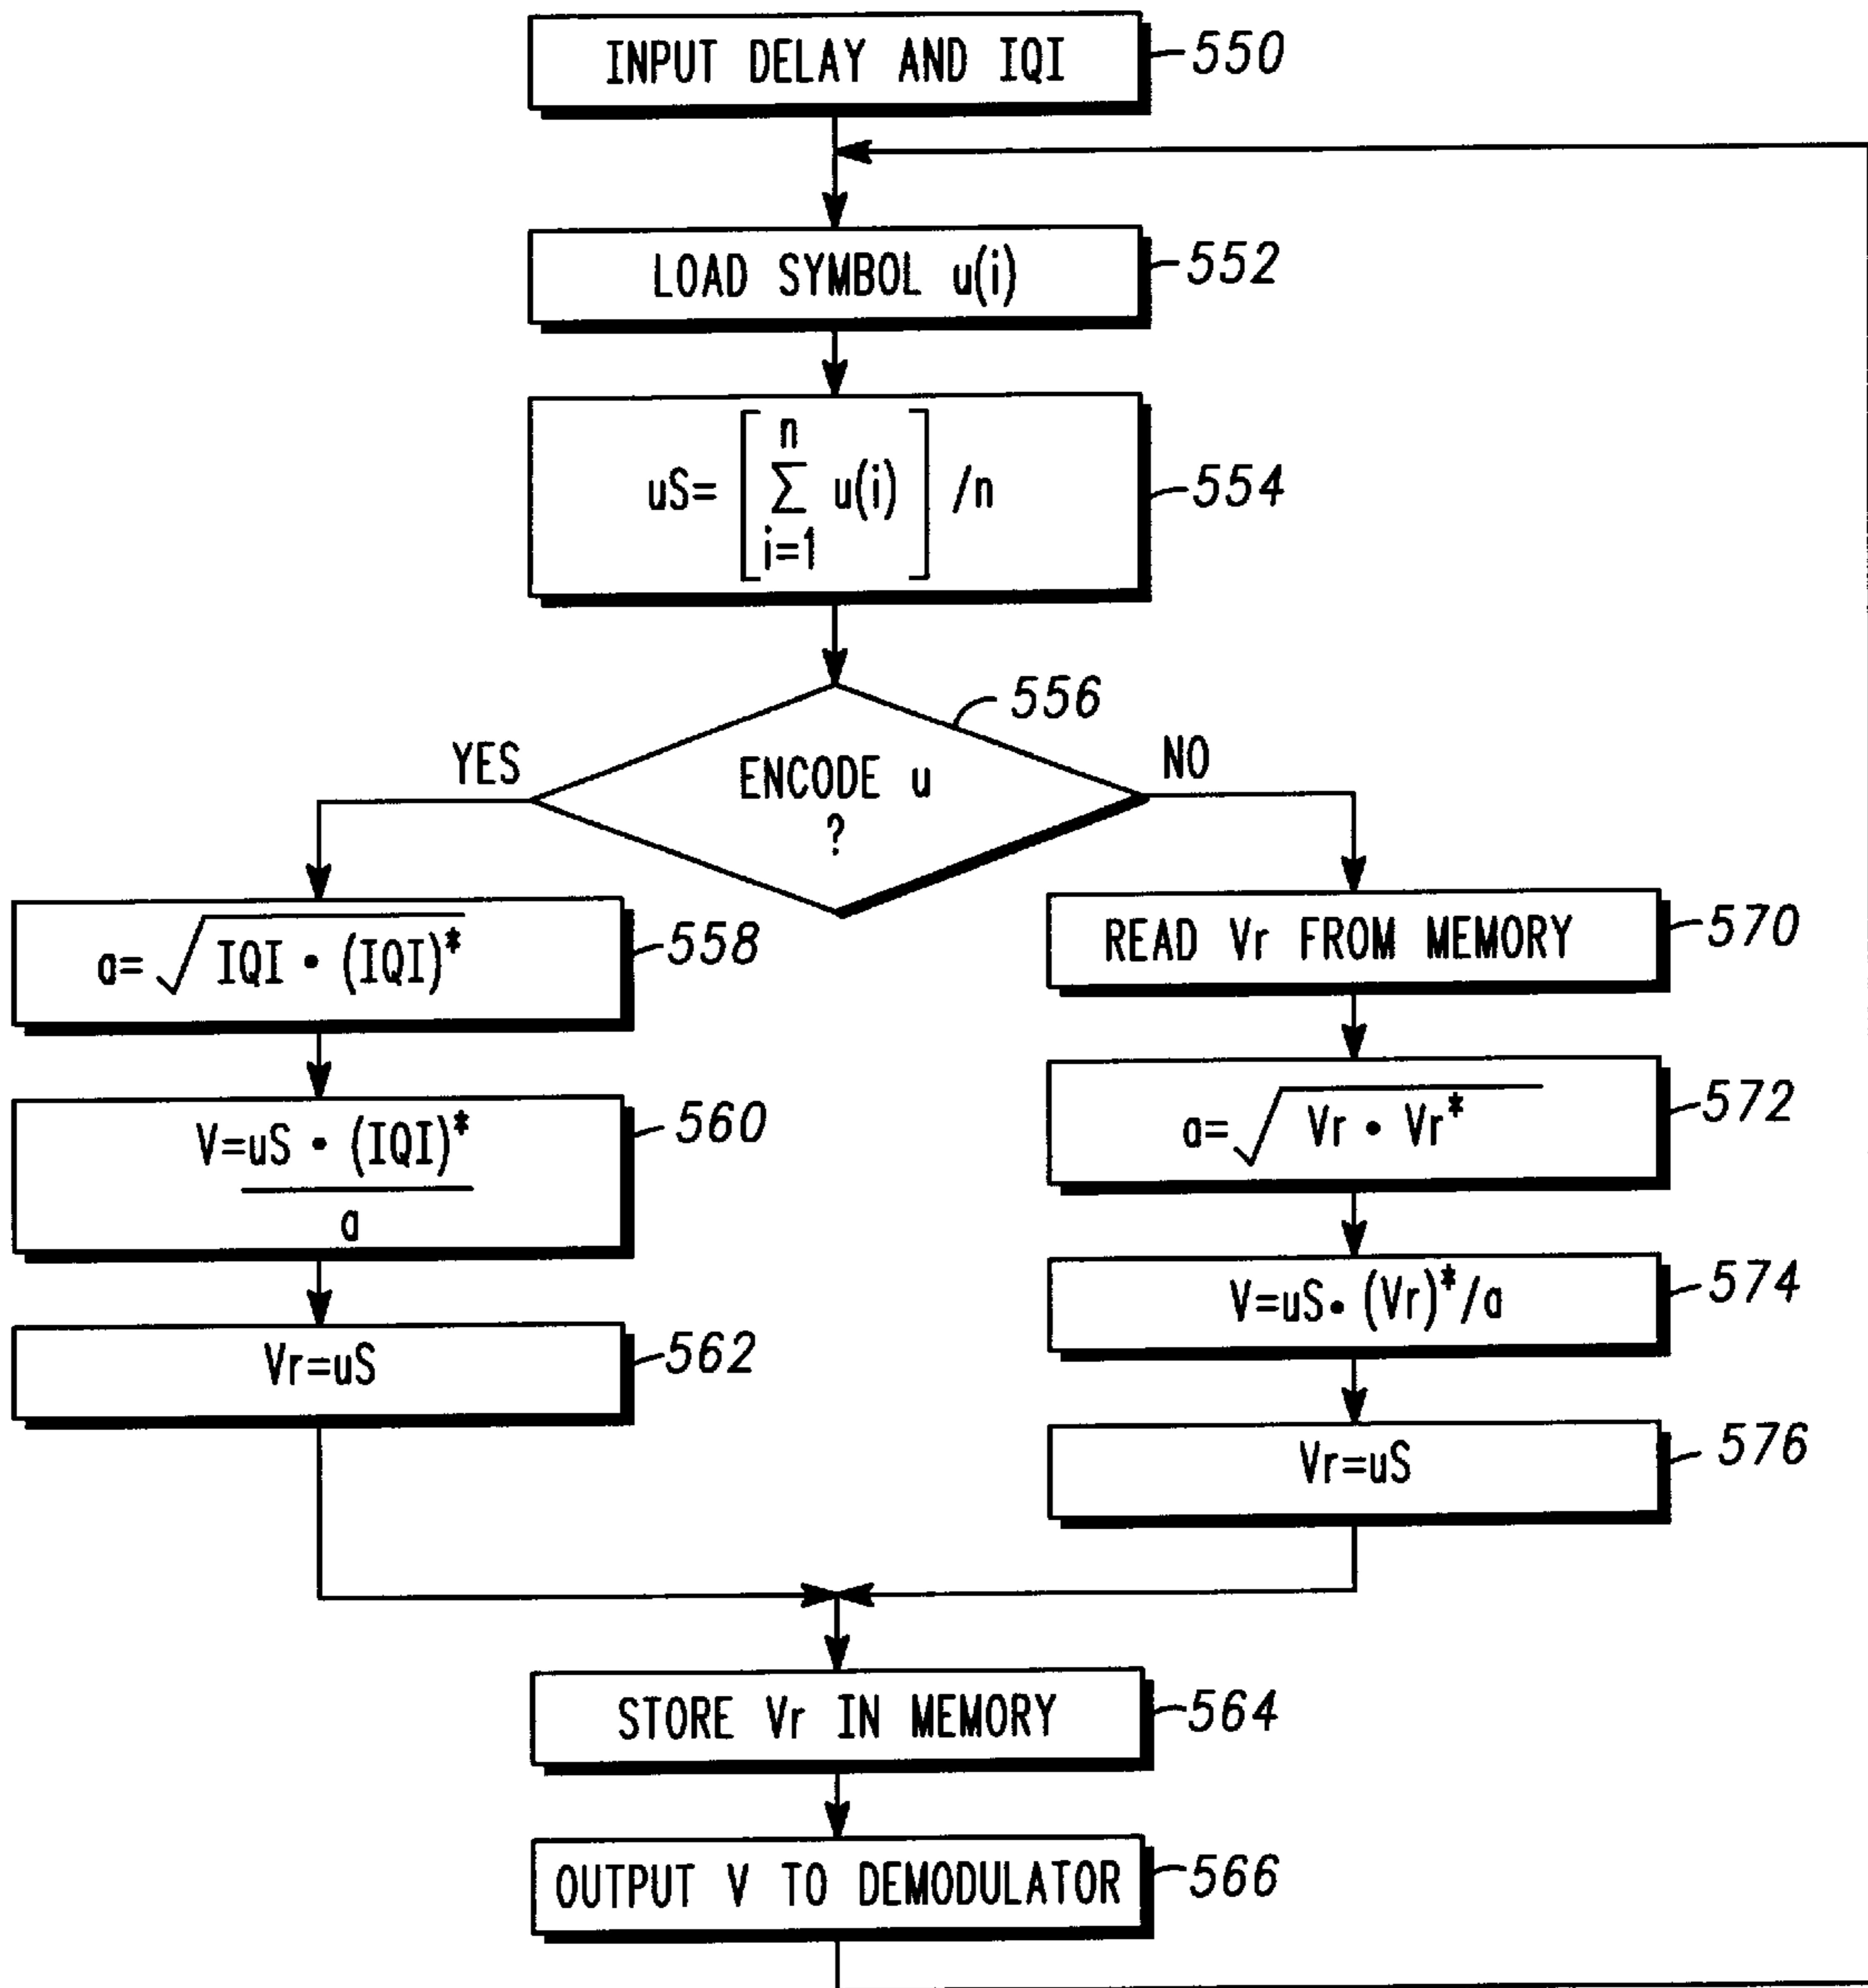 INPUT DELAY AND IQI
550
LOAD SYMBOL u(i)
552
n
uS= [ Σ u(i) ] /n
i=1
554
556
YES
ENCODE u
?
NO
a= √ IQI • (IQI)*
558
V=uS • (IQI)*
a
560
Vr=uS
562
READ Vr FROM MEMORY
570
a= √ Vr • Vr*
572
V=uS• (Vr)*/a
574
Vr=uS
576
STORE Vr IN MEMORY
564
OUTPUT V TO DEMODULATOR
566